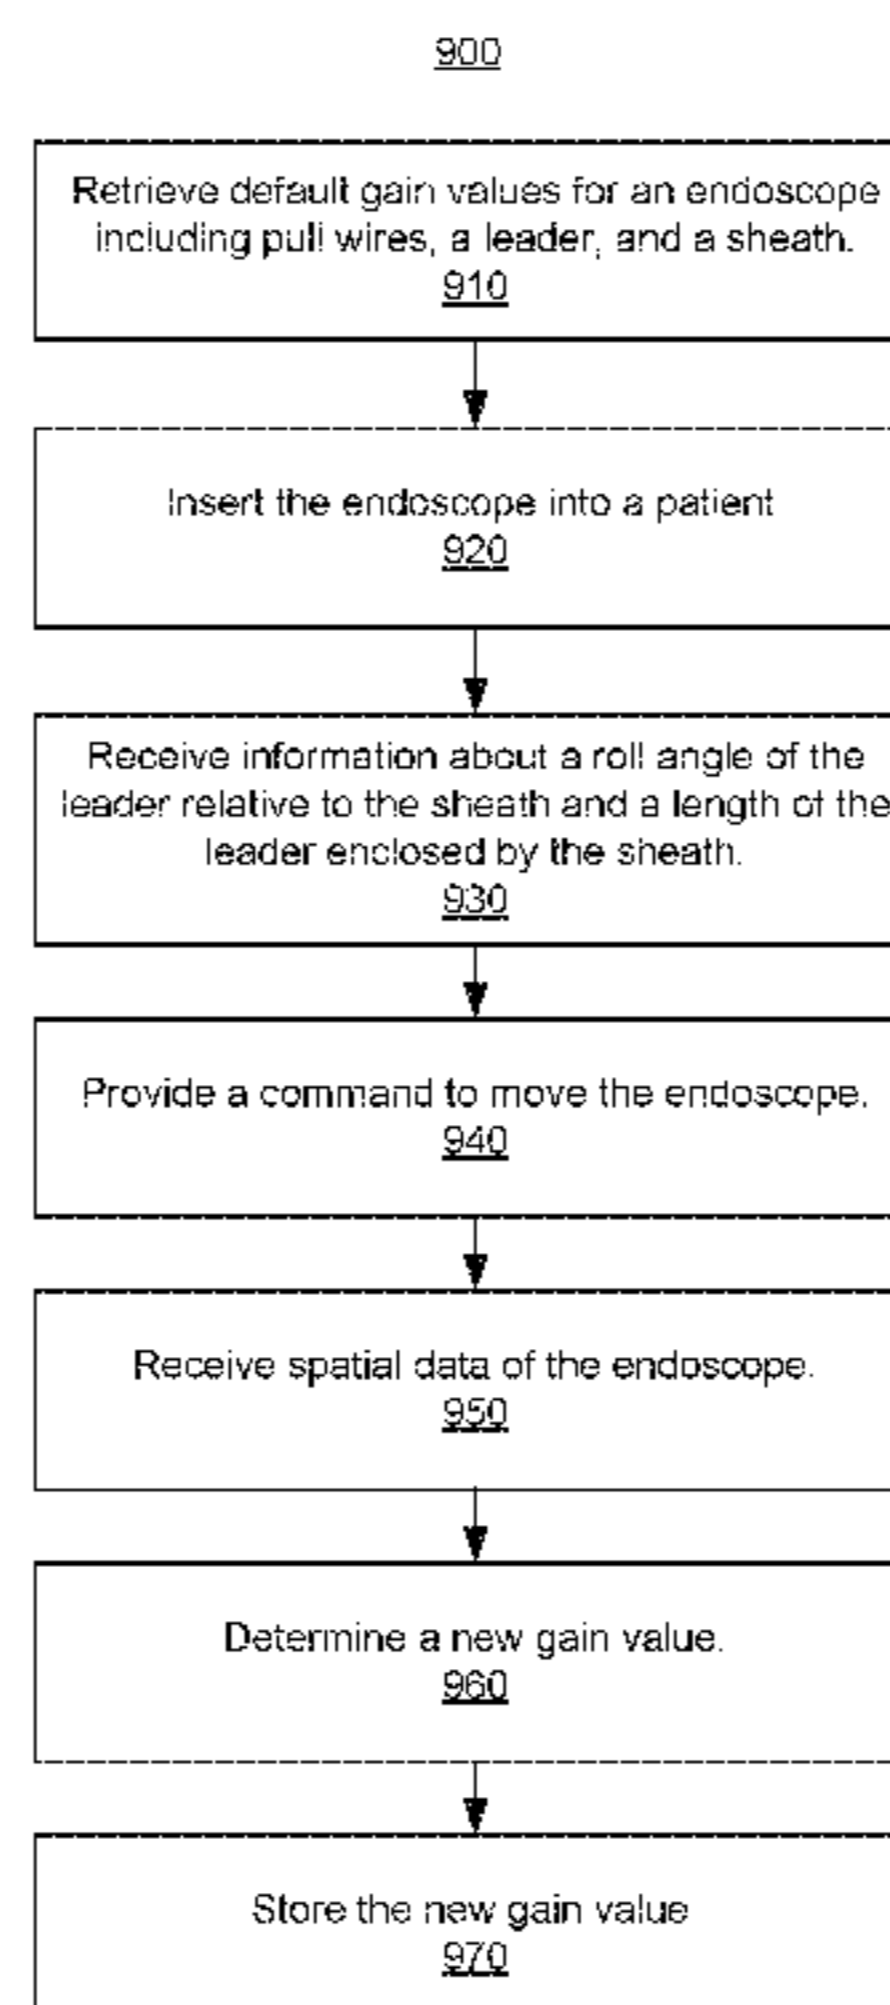 900
Retrieve default gain values for an endoscope
including pull wires, a leader, and a sheath.
910
Insert the endoscope into a patient
920
Receive information about a roll angle of the
leader relative to the sheath and a length of the
leader enclosed by the sheath.
930
Provide a command to move the endoscope.
940
Receive spatial data of the endoscope.
950
Determine a new gain value.
960
Store the new gain value
970